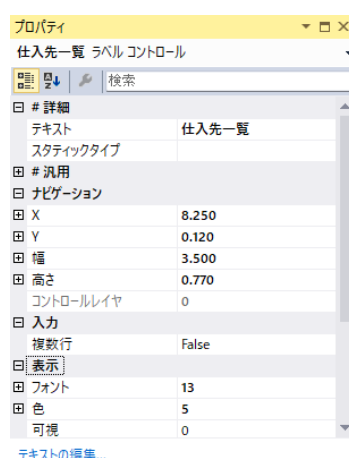 プロパティ
仕入先一覧 ラベル コントロール
検索
# 詳細
テキスト 仕入先一覧
スタティックタイプ
# 汎用
ナビゲーション
X 8.250
Y 0.120
幅 3.500
高さ 0.770
コントロールレイヤ 0
入力
複数行 False
表示
フォント 13
色 5
可視 0
テキストの編集...